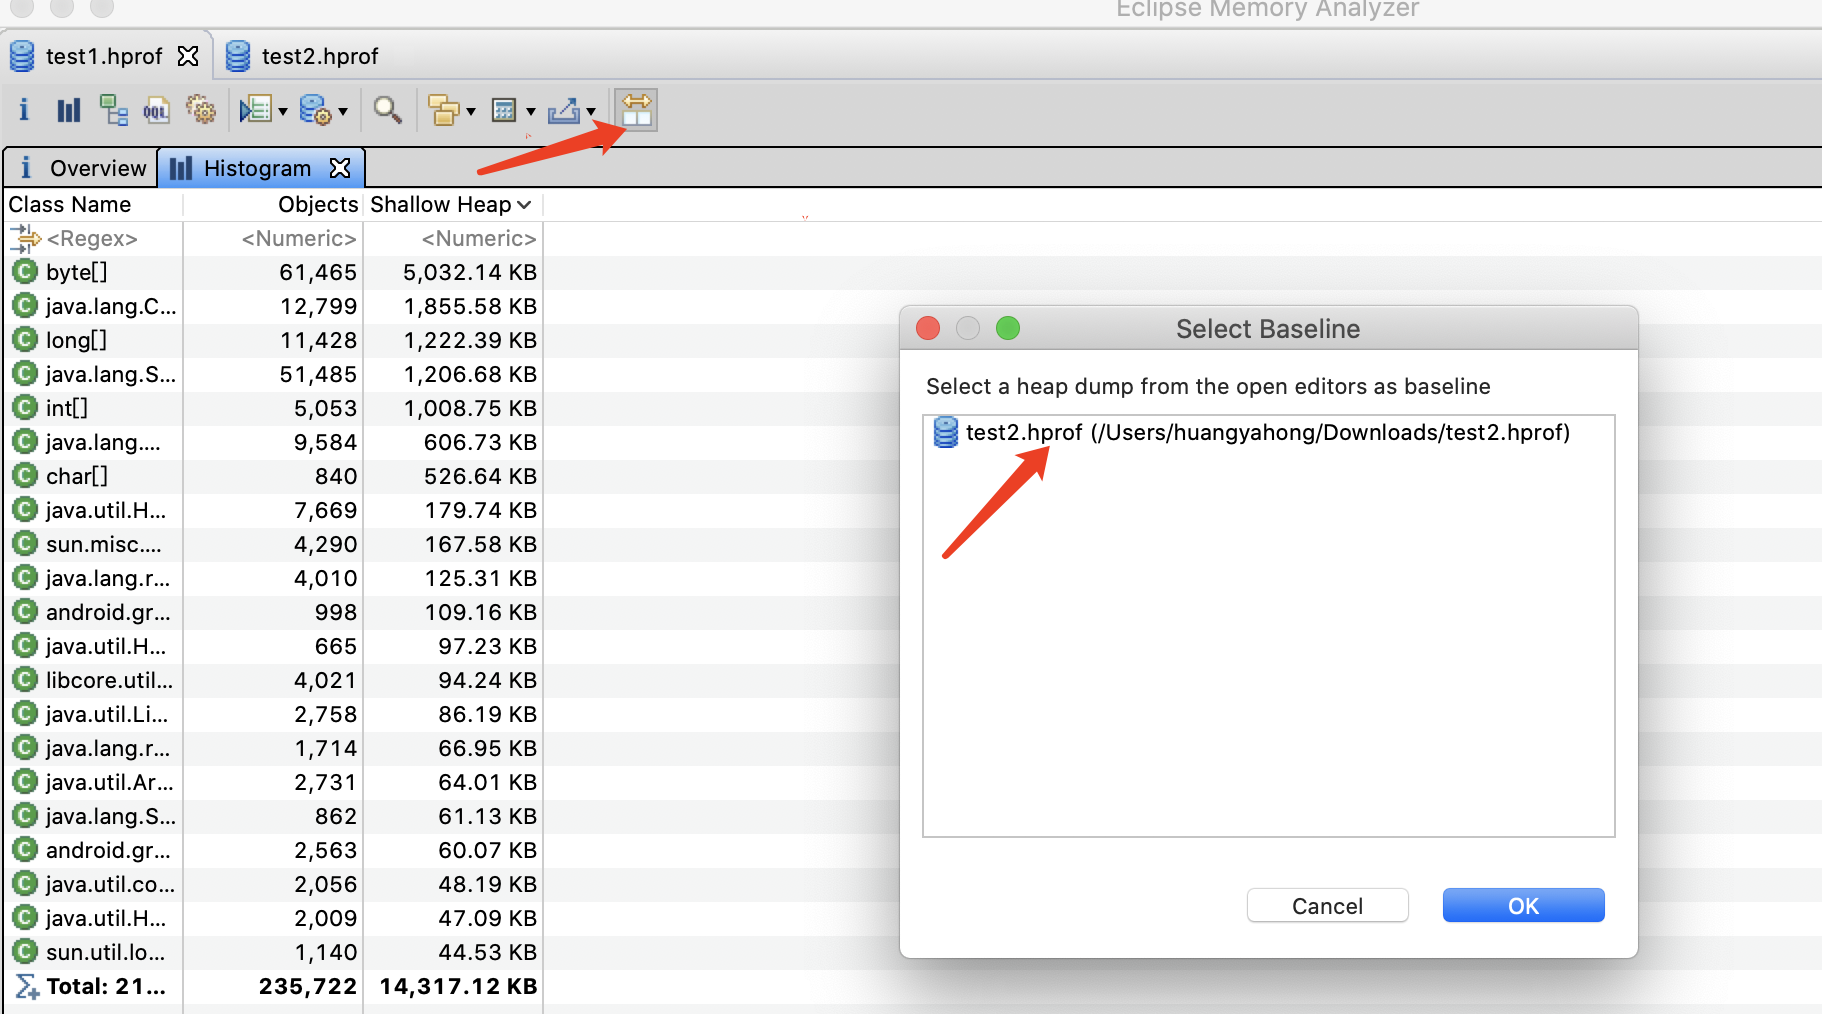 Eclipse Memory Analyzer
test1.hprof test2.hprof
i OQL
i Overview Histogram
Class Name Objects Shallow Heap
<Regex> <Numeric> <Numeric>
C byte[] 61,465 5,032.14 KB
C java.lang.C... 12,799 1,855.58 KB
C long[] 11,428 1,222.39 KB
C java.lang.S... 51,485 1,206.68 KB
C int[] 5,053 1,008.75 KB
C java.lang.... 9,584 606.73 KB
C char[] 840 526.64 KB
C java.util.H... 7,669 179.74 KB
C sun.misc.... 4,290 167.58 KB
C java.lang.r... 4,010 125.31 KB
C android.gr... 998 109.16 KB
C java.util.H... 665 97.23 KB
C libcore.util... 4,021 94.24 KB
C java.util.Li... 2,758 86.19 KB
C java.lang.r... 1,714 66.95 KB
C java.util.Ar... 2,731 64.01 KB
C java.lang.S... 862 61.13 KB
C android.gr... 2,563 60.07 KB
C java.util.co... 2,056 48.19 KB
C java.util.H... 2,009 47.09 KB
C sun.util.lo... 1,140 44.53 KB
Σ+ Total: 21... 235,722 14,317.12 KB
Select Baseline
Select a heap dump from the open editors as baseline
test2.hprof (/Users/huangyahong/Downloads/test2.hprof)
Cancel OK